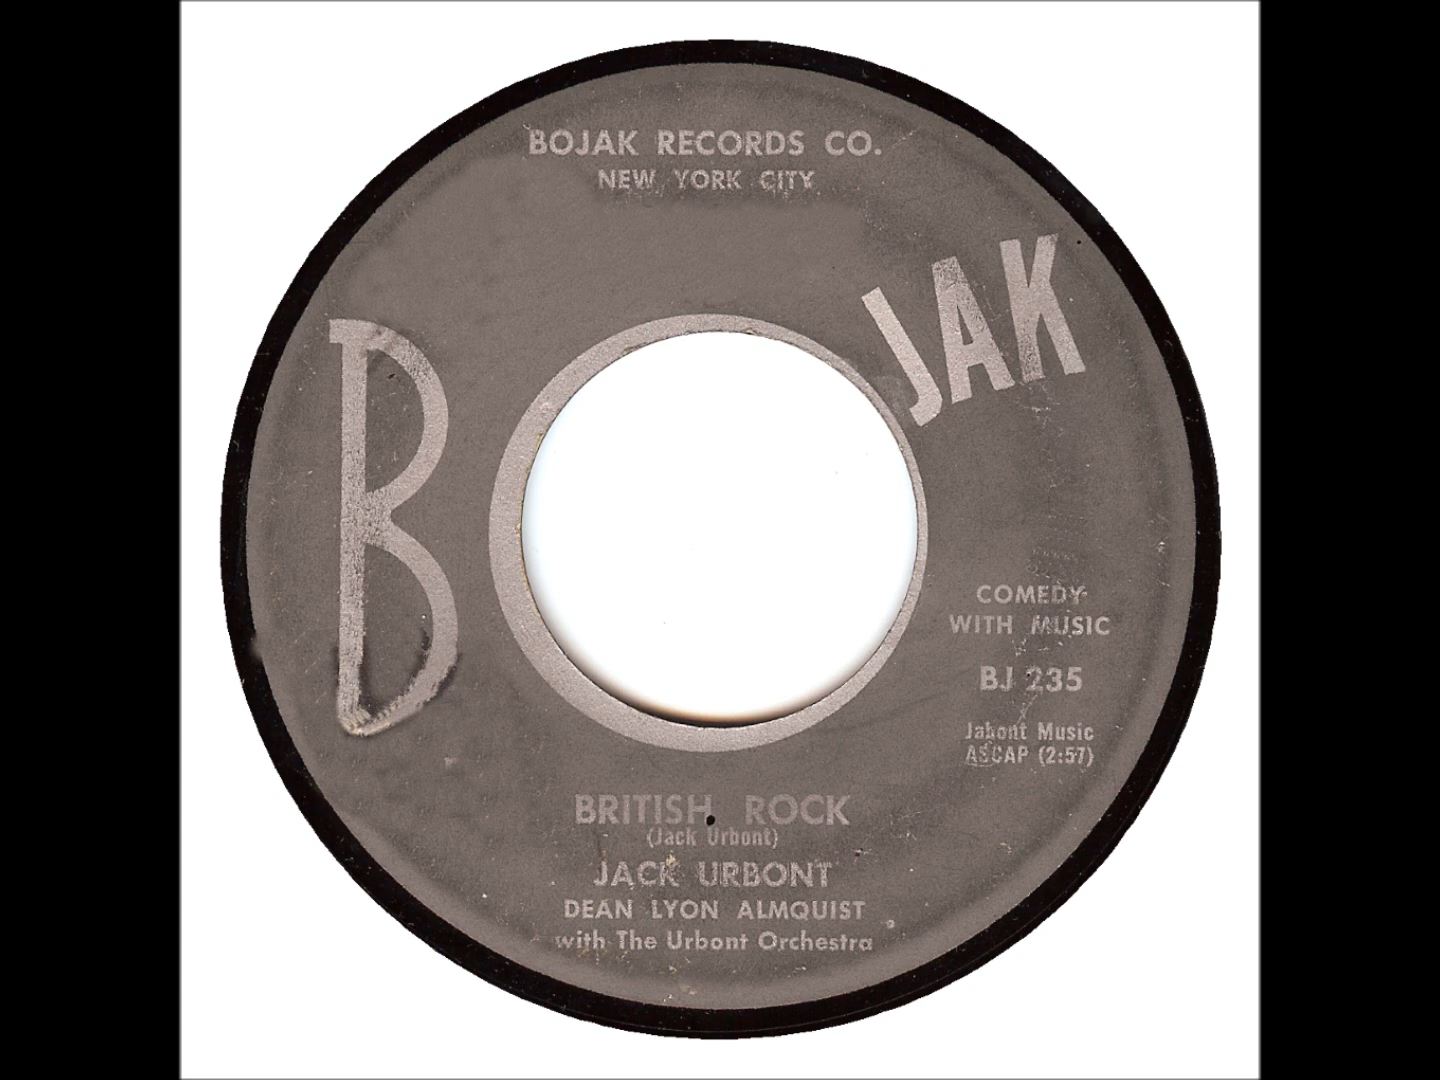 BOJAK RECORDS CO.
NEW YORK CITY
B JAK
COMEDY
WITH MUSIC
BJ 235
Jabont Music
ASCAP (2:57)
BRITISH ROCK
(Jack Urbont)
JACK URBONT
DEAN LYON ALMQUIST
with The Urbont Orchestra